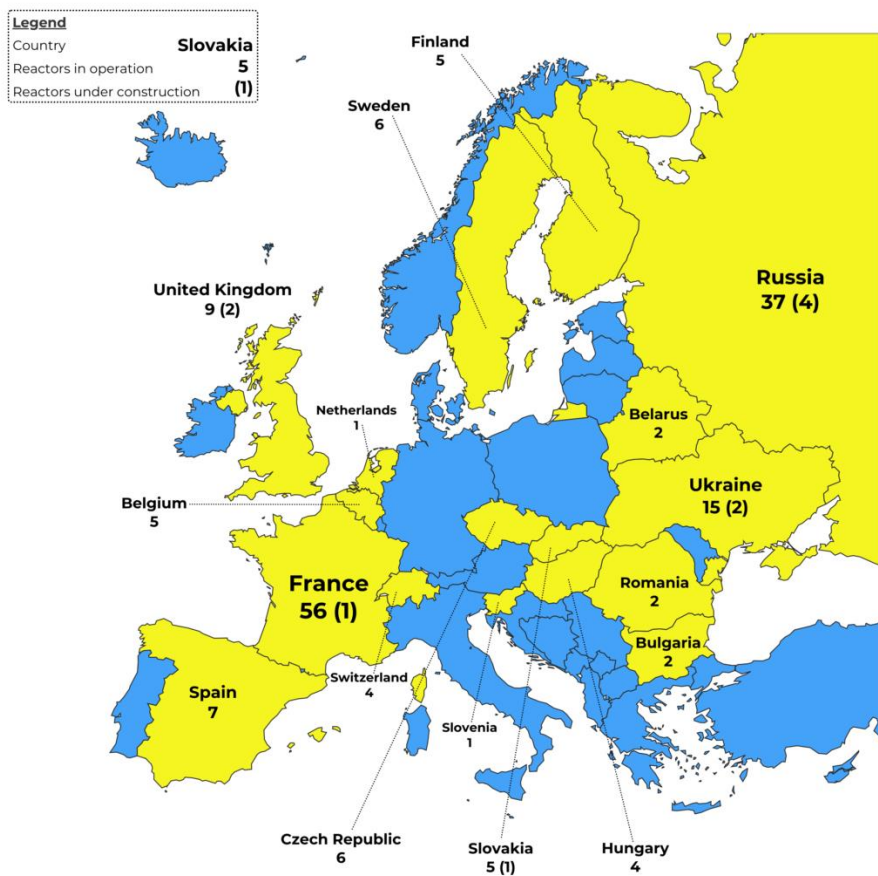 Legend
Country Slovakia
Reactors in operation 5
Reactors under construction (1)
Finland
5
Sweden
6
United Kingdom
9 (2)
Russia
37 (4)
Netherlands
1
Belarus
2
Belgium
5
Ukraine
15 (2)
France
56 (1)
Romania
2
Bulgaria
2
Switzerland
4
Spain
7
Slovenia
1
Czech Republic
6
Slovakia
5 (1)
Hungary
4